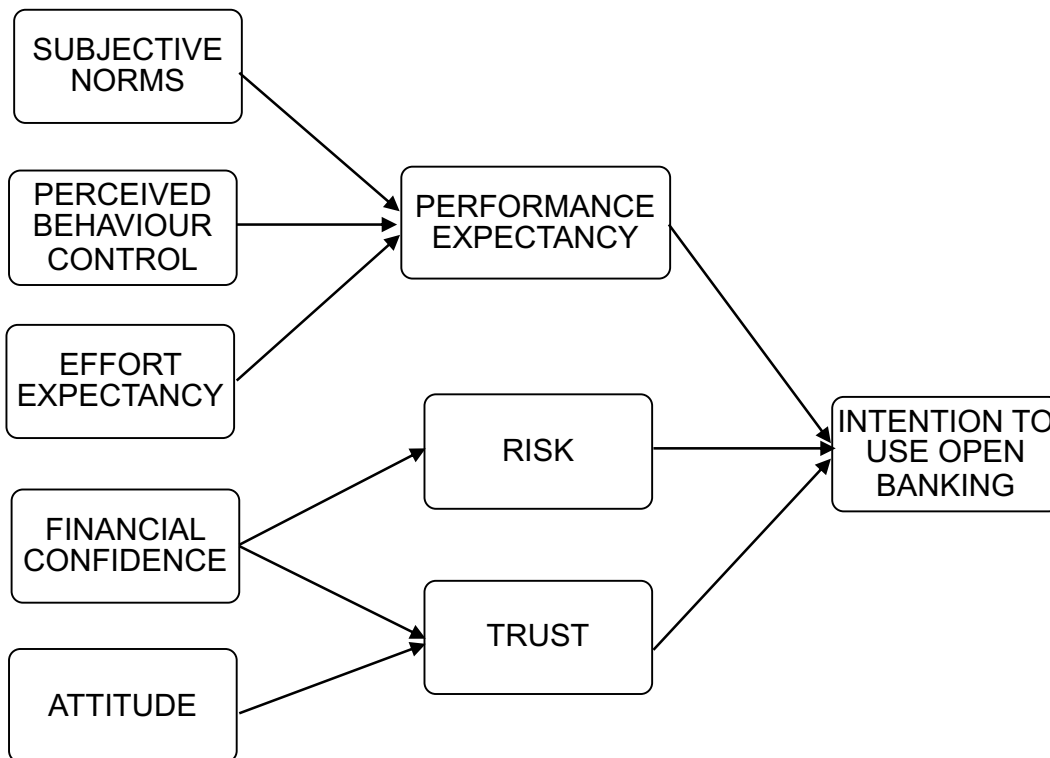 SUBJECTIVE
NORMS
PERCEIVED
BEHAVIOUR
CONTROL
PERFORMANCE
EXPECTANCY
EFFORT
EXPECTANCY
INTENTION TO
USE OPEN
BANKING
RISK
FINANCIAL
CONFIDENCE
TRUST
ATTITUDE